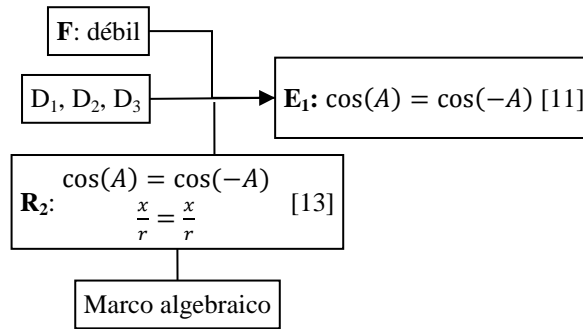 F: débil
D₁, D₂, D₃
E₁: cos(A) = cos(−A) [11]
cos(A) = cos(−A)
R₂: x/r = x/r [13]
Marco algebraico